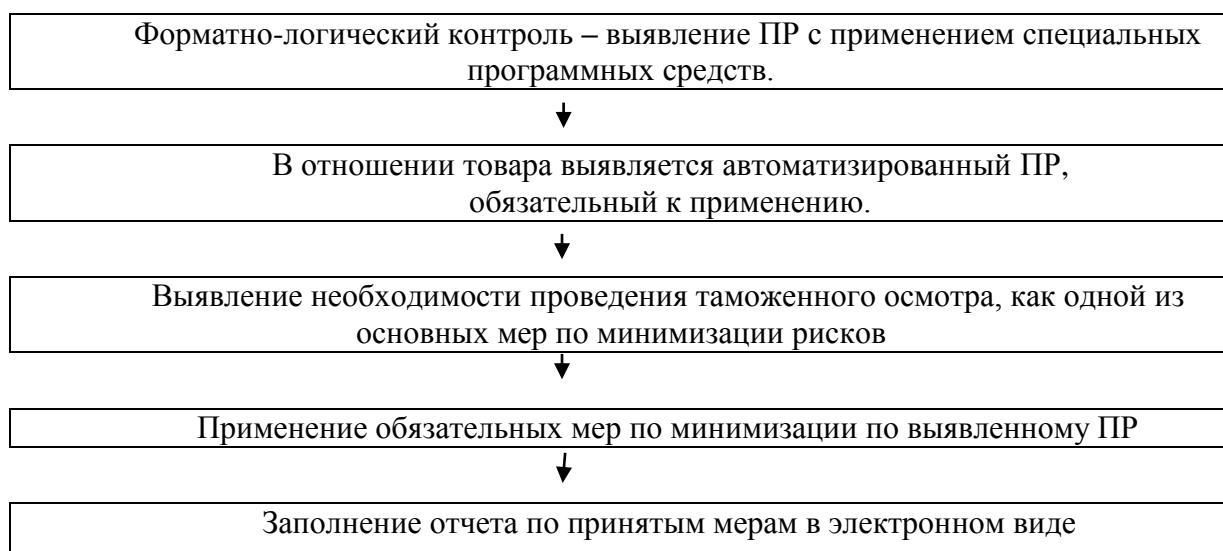 Форматно-логический контроль – выявление ПР с применением специальных
программных средств.
В отношении товара выявляется автоматизированный ПР,
обязательный к применению.
Выявление необходимости проведения таможенного осмотра, как одной из
основных мер по минимизации рисков
Применение обязательных мер по минимизации по выявленному ПР
Заполнение отчета по принятым мерам в электронном виде